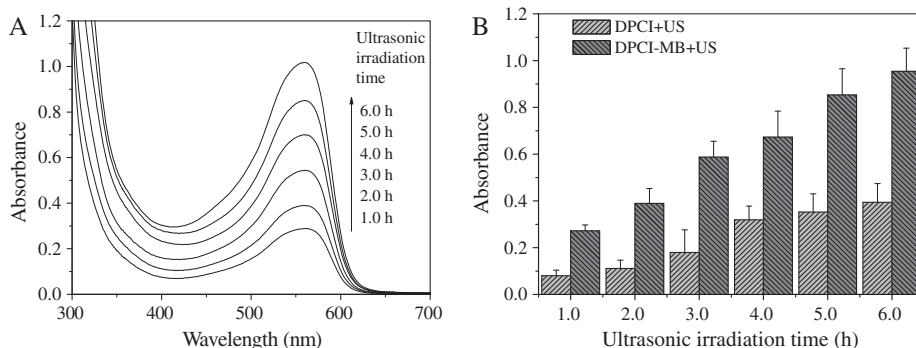 A
1.2
1.0
0.8
0.6
0.4
0.2
0.0
Absorbance
300
400
500
600
700
Wavelength (nm)
Ultrasonic
irradiation
time
6.0 h
5.0 h
4.0 h
3.0 h
2.0 h
1.0 h
B
1.2
1.0
0.8
0.6
0.4
0.2
0.0
Absorbance
DPCI+US
DPCI-MB+US
1.0
2.0
3.0
4.0
5.0
6.0
Ultrasonic irradiation time (h)